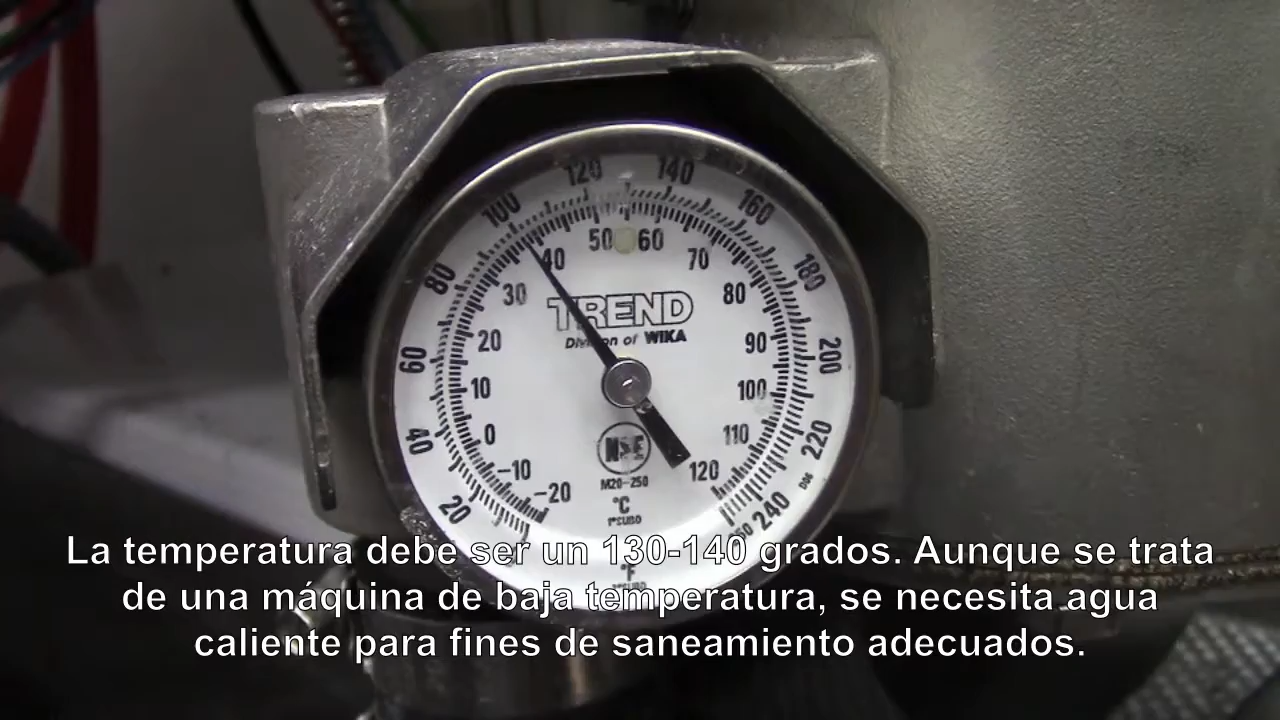 120 140
100 160
50 60
80 40 70 180
30 80
TREND
Division of WIKA
60 20 90 200
10 100
40 0 110 220
NSF
-10 120
M20-250
20 -20 240
°C
1°SUBD
°F
La temperatura debe ser un 130-140 grados. Aunque se trata
de una máquina de baja temperatura, se necesita agua
caliente para fines de saneamiento adecuados.